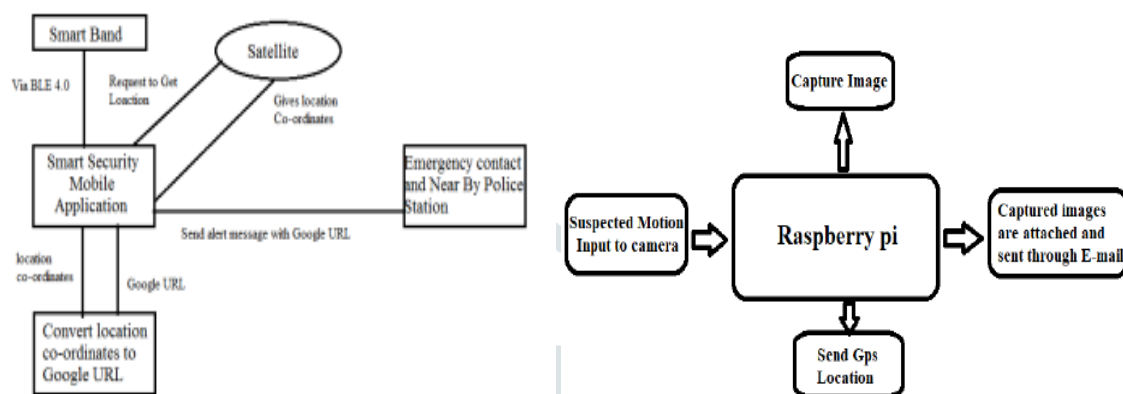 Smart Band
Satellite
Via BLE 4.0
Request to Get
Loaction
Gives location
Co-ordinates
Smart Security
Mobile
Application
Emergency contact
and Near By Police
Station
Send alert message with Google URL
location
co-ordinates
Google URL
Convert location
co-ordinates to
Google URL
Capture Image
Suspected Motion
Input to camera
Raspberry pi
Captured images
are attached and
sent through E-mail
Send Gps
Location